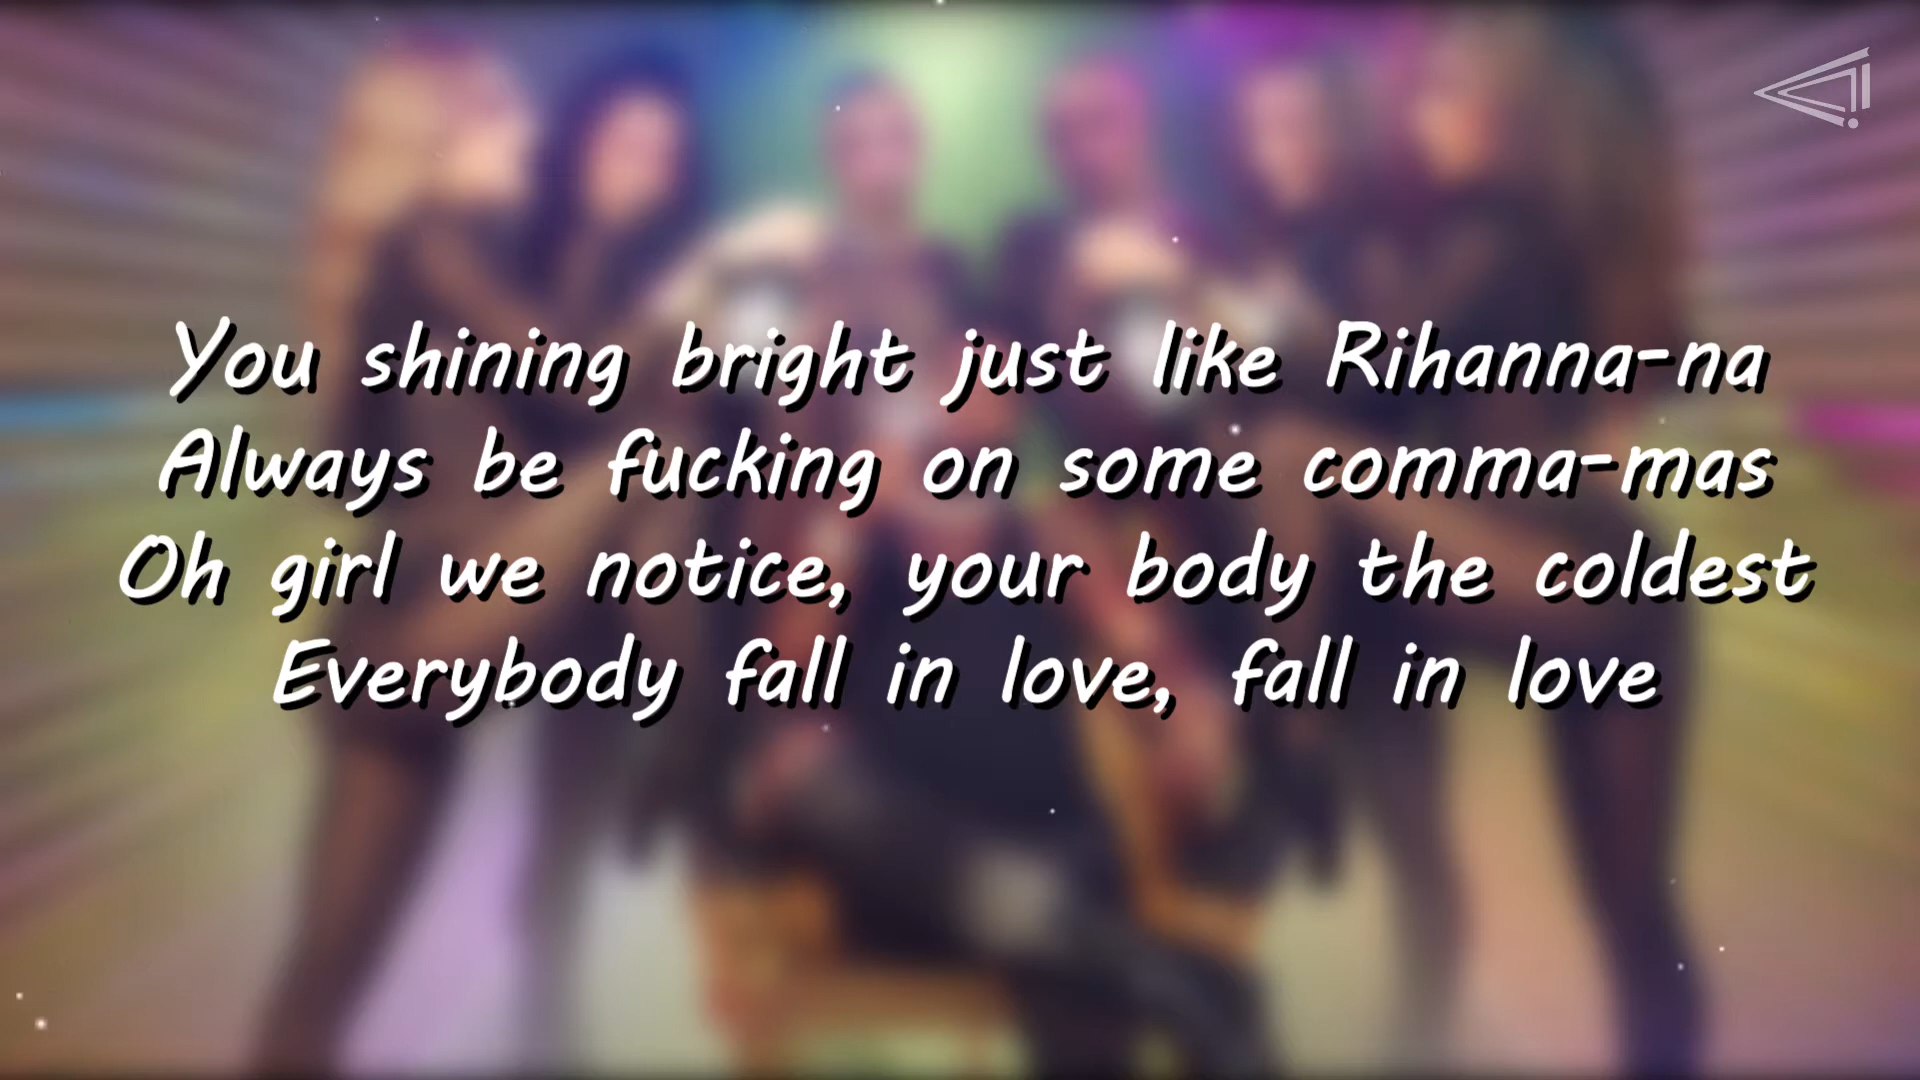 You shining bright just like Rihanna-na
Always be fucking on some comma-mas
Oh girl we notice, your body the coldest
Everybody fall in love, fall in love